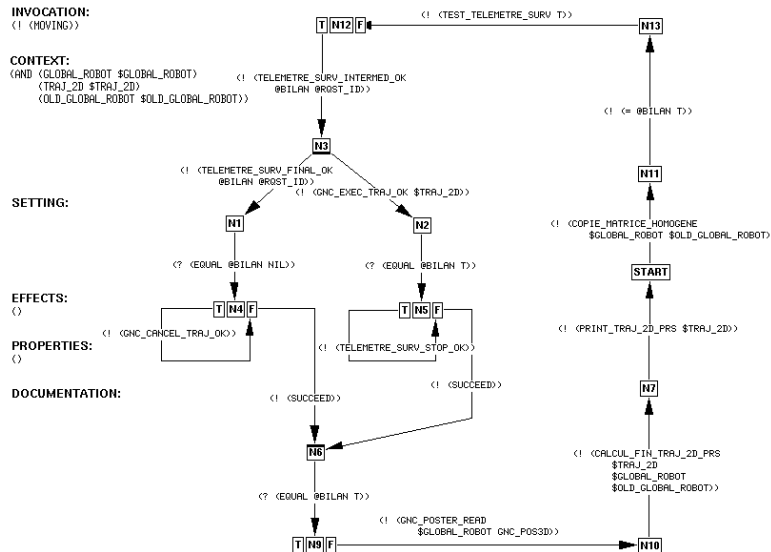 INVOCATION:
(! (MOVING))
CONTEXT:
(AND (GLOBAL_ROBOT $GLOBAL_ROBOT)
(TRAJ_2D $TRAJ_2D)
(OLD_GLOBAL_ROBOT $OLD_GLOBAL_ROBOT))
SETTING:
EFFECTS:
()
PROPERTIES:
()
DOCUMENTATION:
T N12 F
(! (TEST_TELEMETRE_SURV T))
N13
(! (TELEMETRE_SURV_INTERMED_OK
@BILAN @RQST_ID))
(! (= @BILAN T))
N3
N11
(! (TELEMETRE_SURV_FINAL_OK
@BILAN @RQST_ID))
(! (GNC_EXEC_TRAJ_OK $TRAJ_2D))
N1
N2
(! (COPIE_MATRICE_HOMOGENE
$GLOBAL_ROBOT $OLD_GLOBAL_ROBOT))
(? (EQUAL @BILAN NIL))
(? (EQUAL @BILAN T))
START
T N4 F
T N5 F
(! (GNC_CANCEL_TRAJ_OK))
(! (TELEMETRE_SURV_STOP_OK))
(! (PRINT_TRAJ_2D_PRS $TRAJ_2D))
(! (SUCCEED))
(! (SUCCEED))
N7
N6
(! (CALCUL_FIN_TRAJ_2D_PRS
$TRAJ_2D
$GLOBAL_ROBOT
$OLD_GLOBAL_ROBOT))
(? (EQUAL @BILAN T))
(! (GNC_POSTER_READ
$GLOBAL_ROBOT GNC_POS3D))
T N9 F
N10